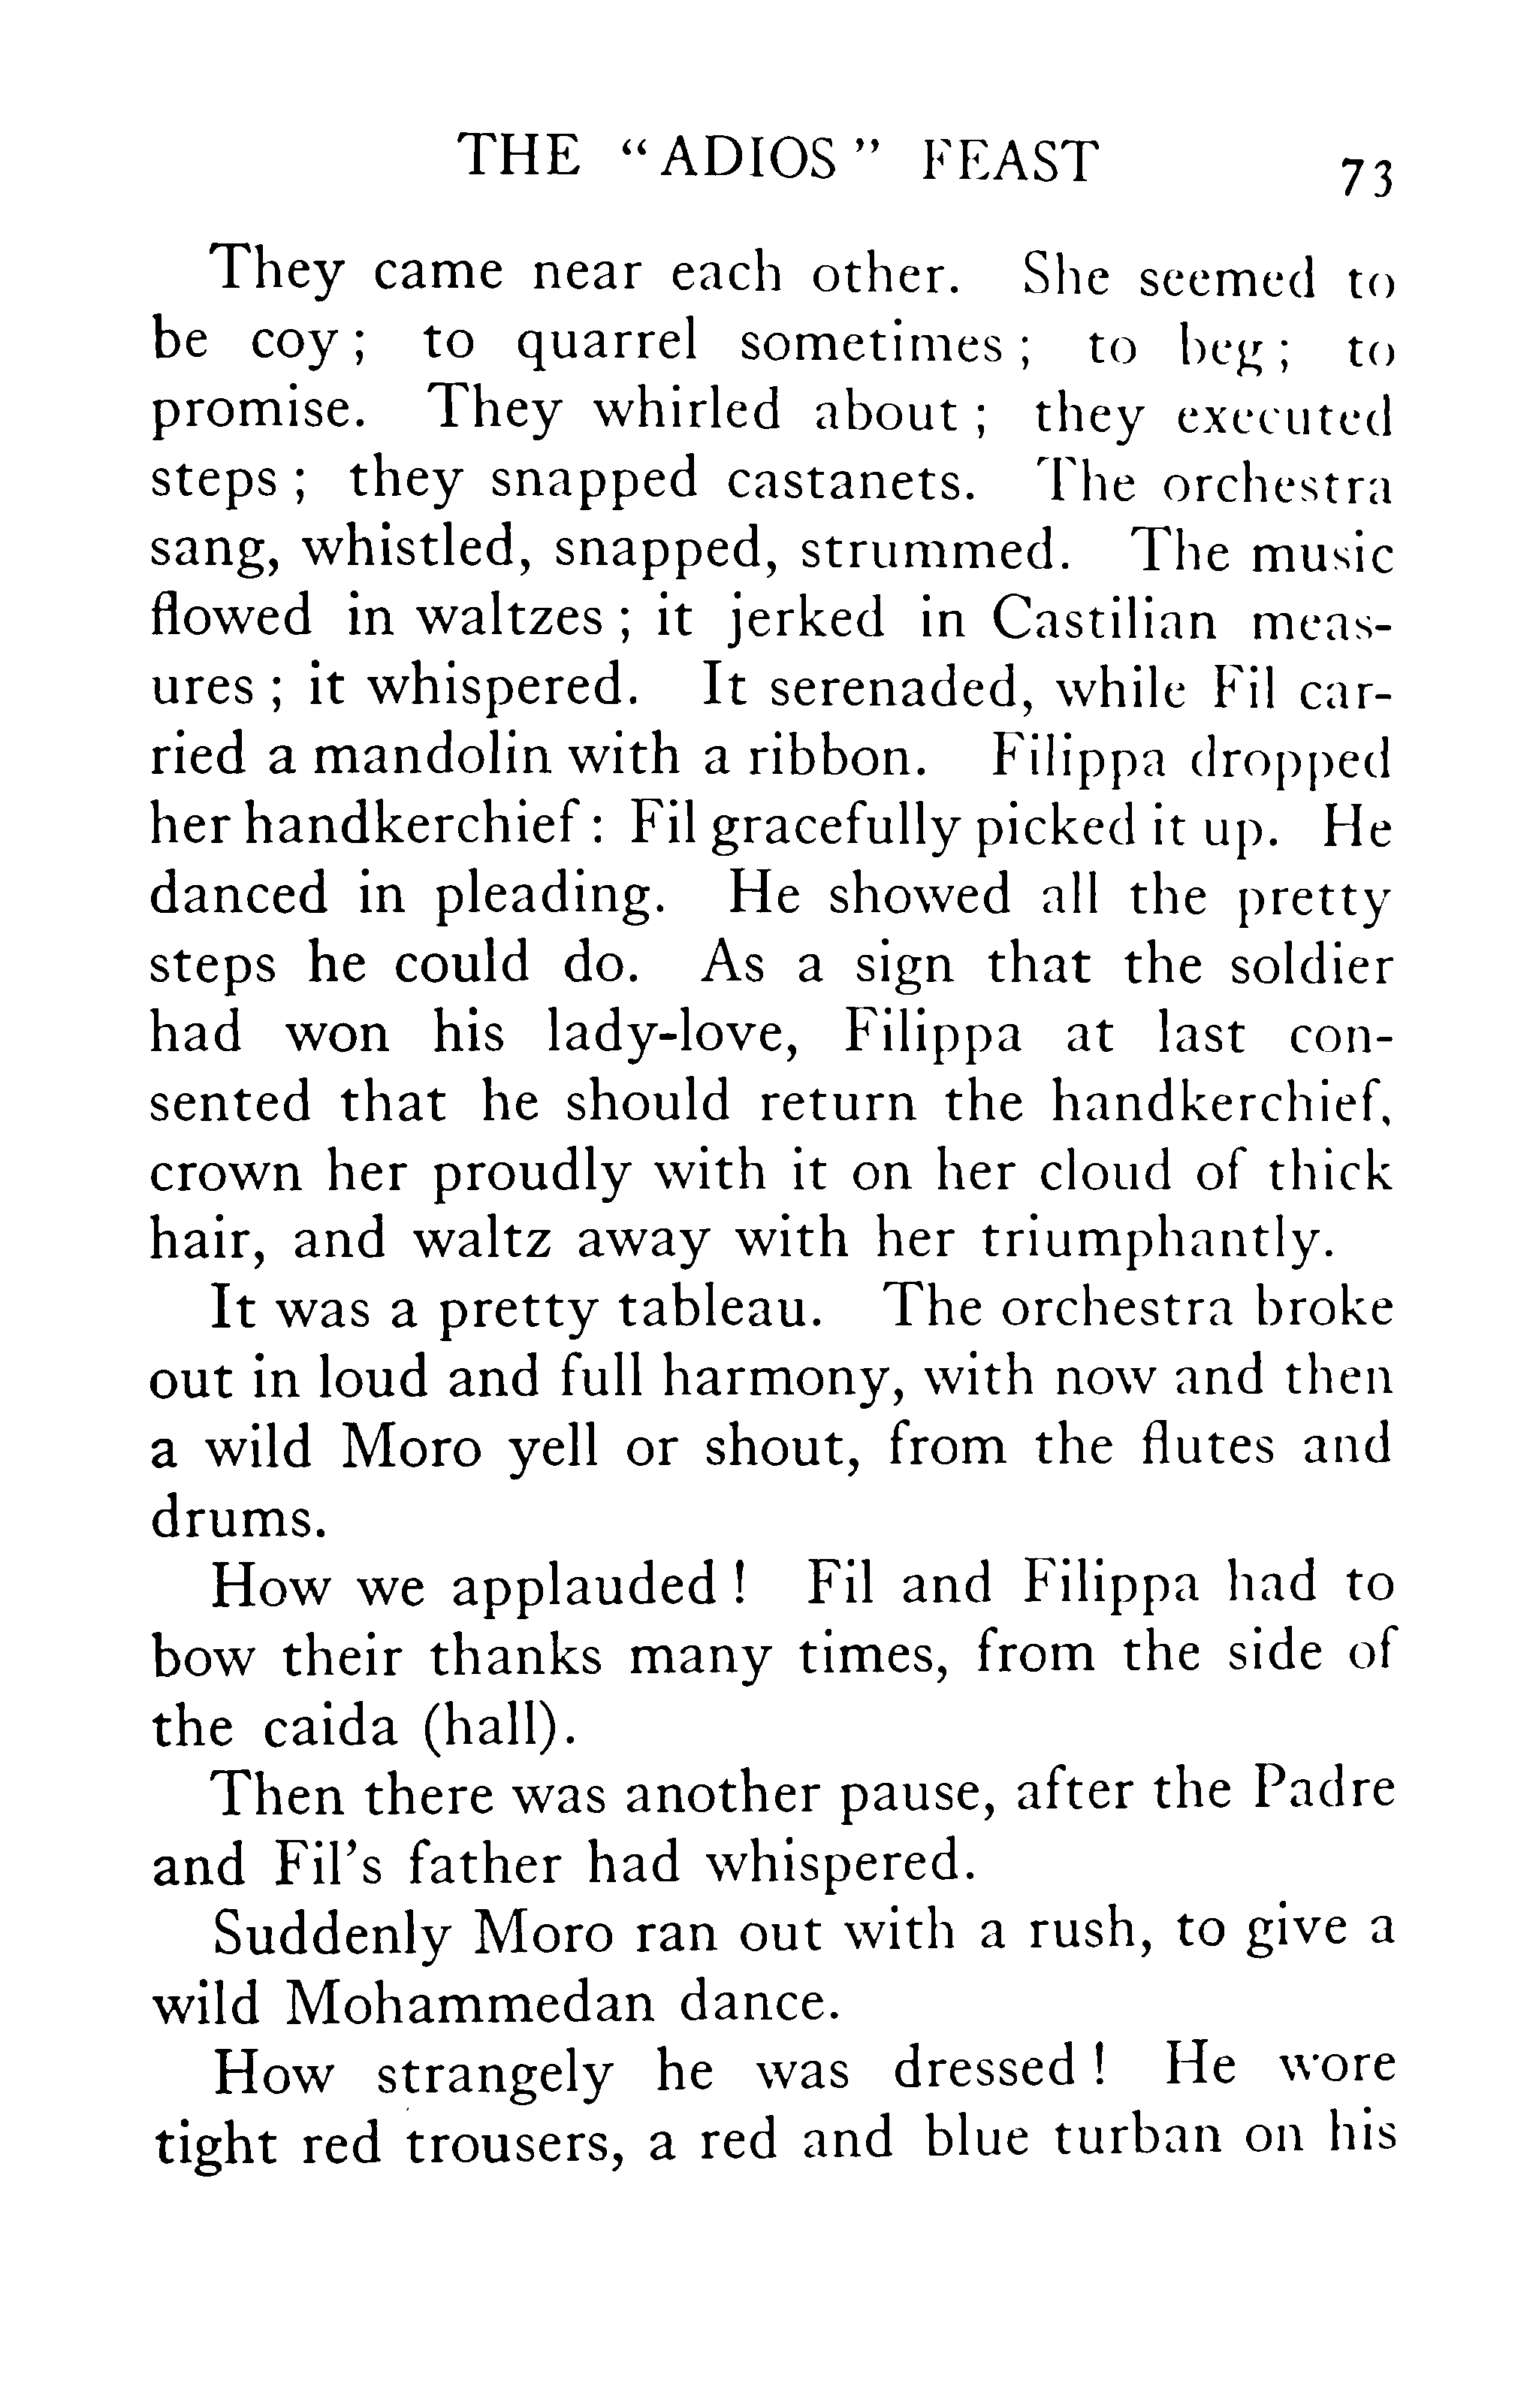 THE "ADIOS" FEAST 73
They came near each other. She seemed to
be coy; to quarrel sometimes; to beg; to
promise. They whirled about; they executed
steps; they snapped castanets. The orchestra
sang, whistled, snapped, strummed. The music
flowed in waltzes; it jerked in Castilian meas-
ures; it whispered. It serenaded, while Fil car-
ried a mandolin with a ribbon. Filippa dropped
her handkerchief: Fil gracefully picked it up. He
danced in pleading. He showed all the pretty
steps he could do. As a sign that the soldier
had won his lady-love, Filippa at last con-
sented that he should return the handkerchief,
crown her proudly with it on her cloud of thick
hair, and waltz away with her triumphantly.
It was a pretty tableau. The orchestra broke
out in loud and full harmony, with now and then
a wild Moro yell or shout, from the flutes and
drums.
How we applauded! Fil and Filippa had to
bow their thanks many times, from the side of
the caida (hall).
Then there was another pause, after the Padre
and Fil's father had whispered.
Suddenly Moro ran out with a rush, to give a
wild Mohammedan dance.
How strangely he was dressed! He wore
tight red trousers, a red and blue turban on his